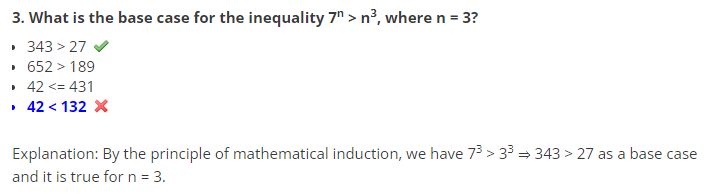 3. What is the base case for the inequality 7ⁿ > n³, where n = 3?
343 > 27
652 > 189
42 <= 431
42 < 132
Explanation: By the principle of mathematical induction, we have 7³ > 3³ ⇒ 343 > 27 as a base case
and it is true for n = 3.